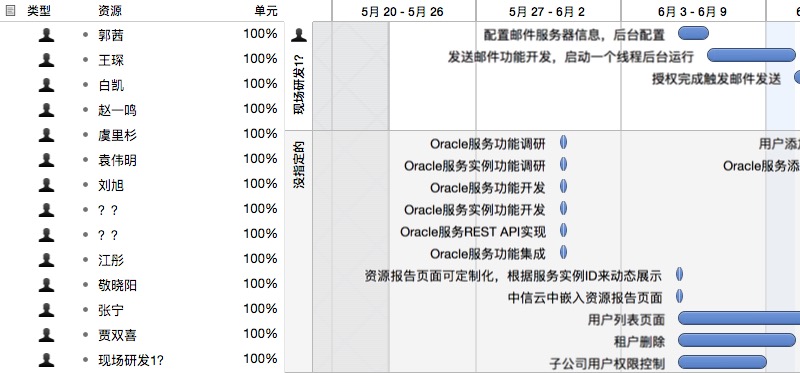 类型 资源 单元
郭茜 100%
王琛 100%
白凯 100%
赵一鸣 100%
虞里杉 100%
袁伟明 100%
刘旭 100%
？？ 100%
？？ 100%
江彤 100%
敬晓阳 100%
张宁 100%
贾双喜 100%
现场研发1? 100%
5月 20 - 5月 26 5月 27 - 6月 2 6月 3 - 6月 9 6
现场研发1?
配置邮件服务器信息，后台配置
发送邮件功能开发，启动一个线程后台运行
授权完成触发邮件发送
没指定的
Oracle服务功能调研 用户添
Oracle服务实例功能调研 Oracle服务添
Oracle服务功能开发
Oracle服务实例功能开发
Oracle服务REST API实现
Oracle服务功能集成
资源报告页面可定制化，根据服务实例ID来动态展示
中信云中嵌入资源报告页面
用户列表页面
租户删除
子公司用户权限控制